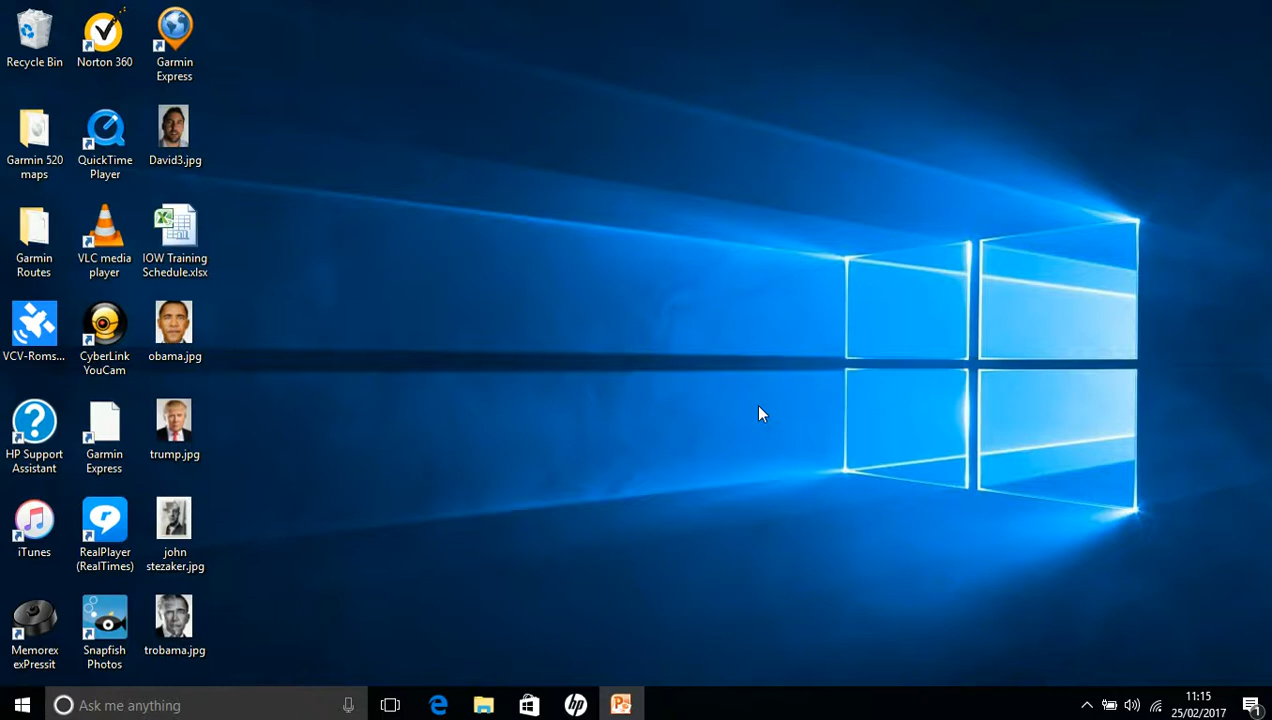 Recycle Bin
Norton 360
Garmin
Express
Garmin 520
maps
QuickTime
Player
David3.jpg
Garmin
Routes
VLC media
player
IOW Training
Schedule.xlsx
VCV-Roms...
CyberLink
YouCam
obama.jpg
HP Support
Assistant
Garmin
Express
trump.jpg
iTunes
RealPlayer
(RealTimes)
john
stezaker.jpg
Memorex
exPressit
Snapfish
Photos
trobama.jpg
Ask me anything
hp
11:15
25/02/2017
1